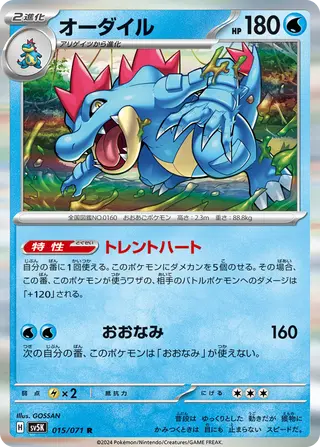 2進化 オーダイル HP 180
アリゲイツから進化
全国図鑑NO.0160 おおあごポケモン 高さ:2.3m 重さ:88.8kg
特性 とくせい トレントハート
自分の番に1回使える。このポケモンにダメカンを5個のせる。その場合、
この番、このポケモンが使うワザの、相手のバトルポケモンへのダメージは
「+120」される。
おおなみ 160
次の自分の番、このポケモンは「おおなみ」が使えない。
弱点 ×2 抵抗力 にげる
Illus. GOSSAN
H SV5K 015/071 R
普段は ゆっくりした 動きだが 獲物に
かみつくときは 目にも 止まらない スピードだ。
©2024 Pokémon/Nintendo/Creatures/GAME FREAK.